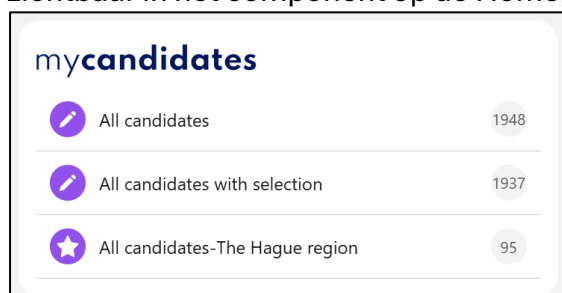 Zichtbaar in het component op de Home
mycandidates
All candidates 1948
All candidates with selection 1937
All candidates-The Hague region 95